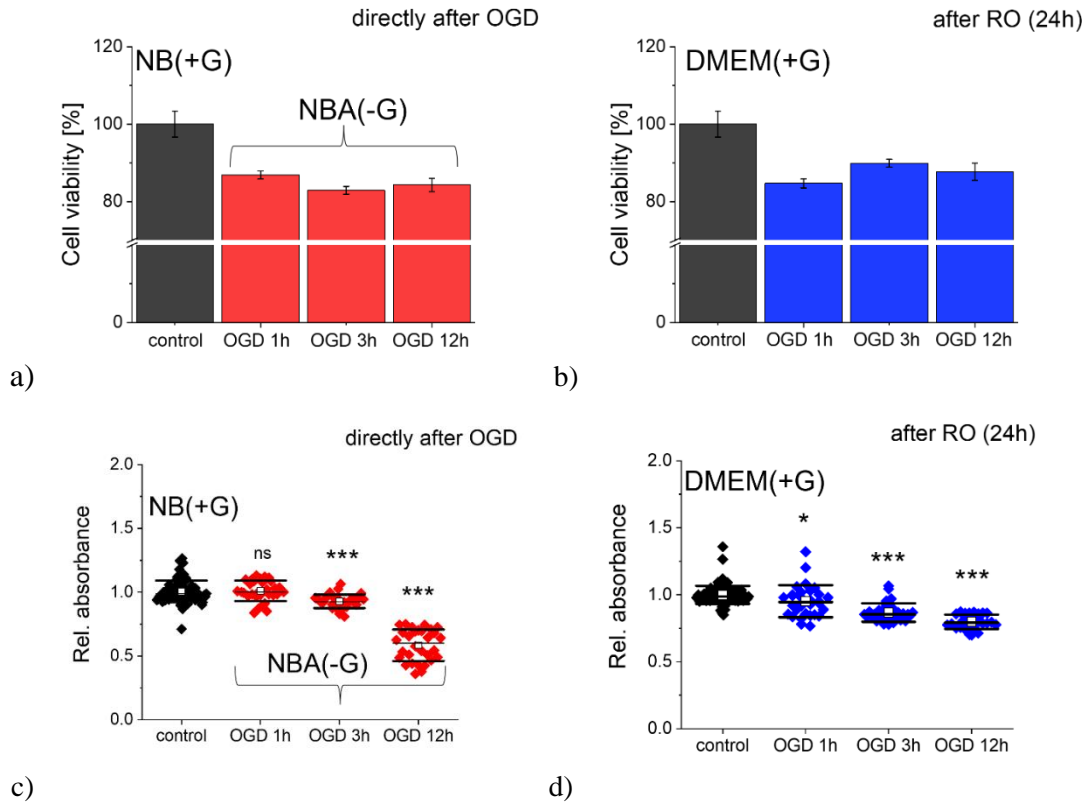 directly after OGD
NB(+G)
NBA(-G)
Cell viability [%]
120
100
80
0
control OGD 1h OGD 3h OGD 12h
a)
after RO (24h)
DMEM(+G)
Cell viability [%]
120
100
80
0
control OGD 1h OGD 3h OGD 12h
b)
directly after OGD
NB(+G)
ns
***
***
NBA(-G)
Rel. absorbance
2.0
1.5
1.0
0.5
0.0
control OGD 1h OGD 3h OGD 12h
c)
after RO (24h)
DMEM(+G)
*
***
***
Rel. absorbance
2.0
1.5
1.0
0.5
0.0
control OGD 1h OGD 3h OGD 12h
d)